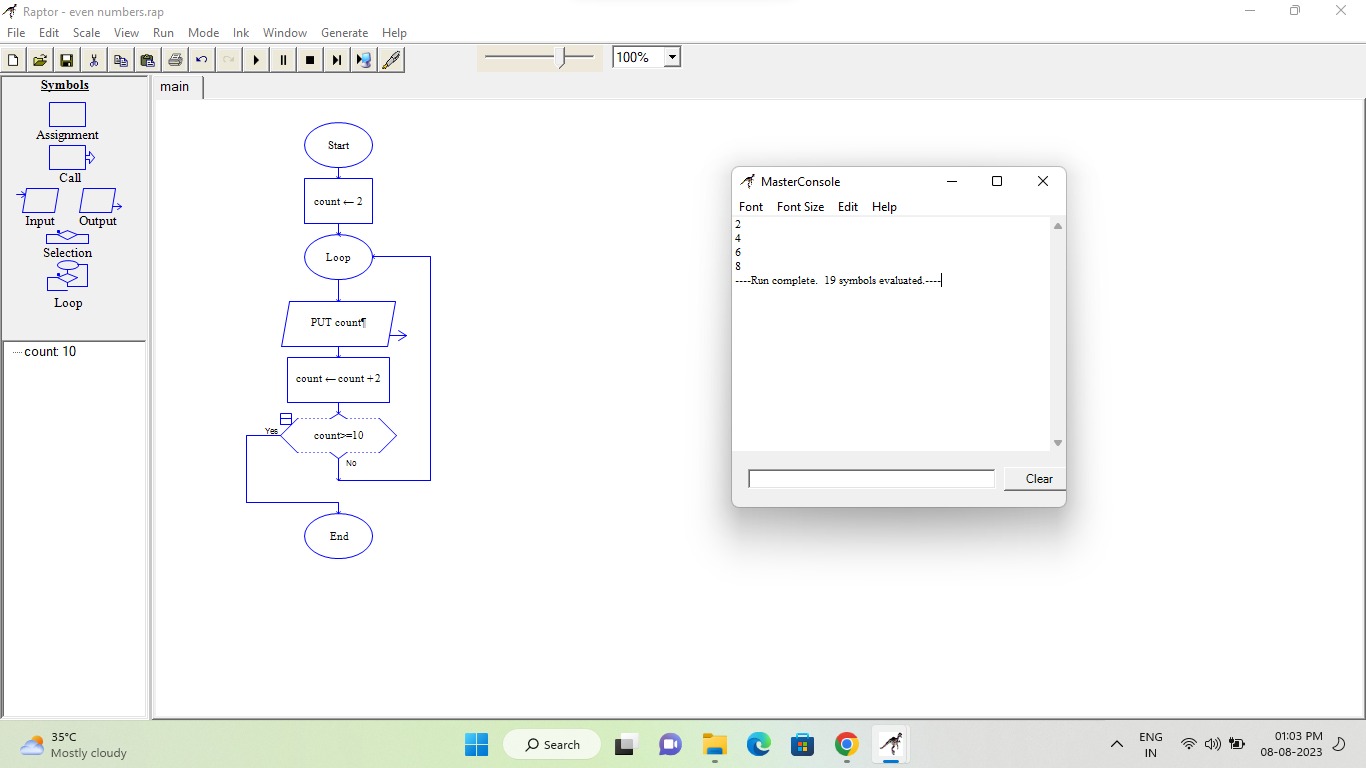 Raptor - even numbers.rap
File Edit Scale View Run Mode Ink Window Generate Help
100%
Symbols
Assignment
Call
Input Output
Selection
Loop
count: 10
main
Start
count ← 2
Loop
PUT count¶
count ← count +2
Yes
count>=10
No
End
MasterConsole
Font Font Size Edit Help
2
4
6
8
----Run complete.  19 symbols evaluated.----
Clear
35°C
Mostly cloudy
Search
ENG
IN
01:03 PM
08-08-2023